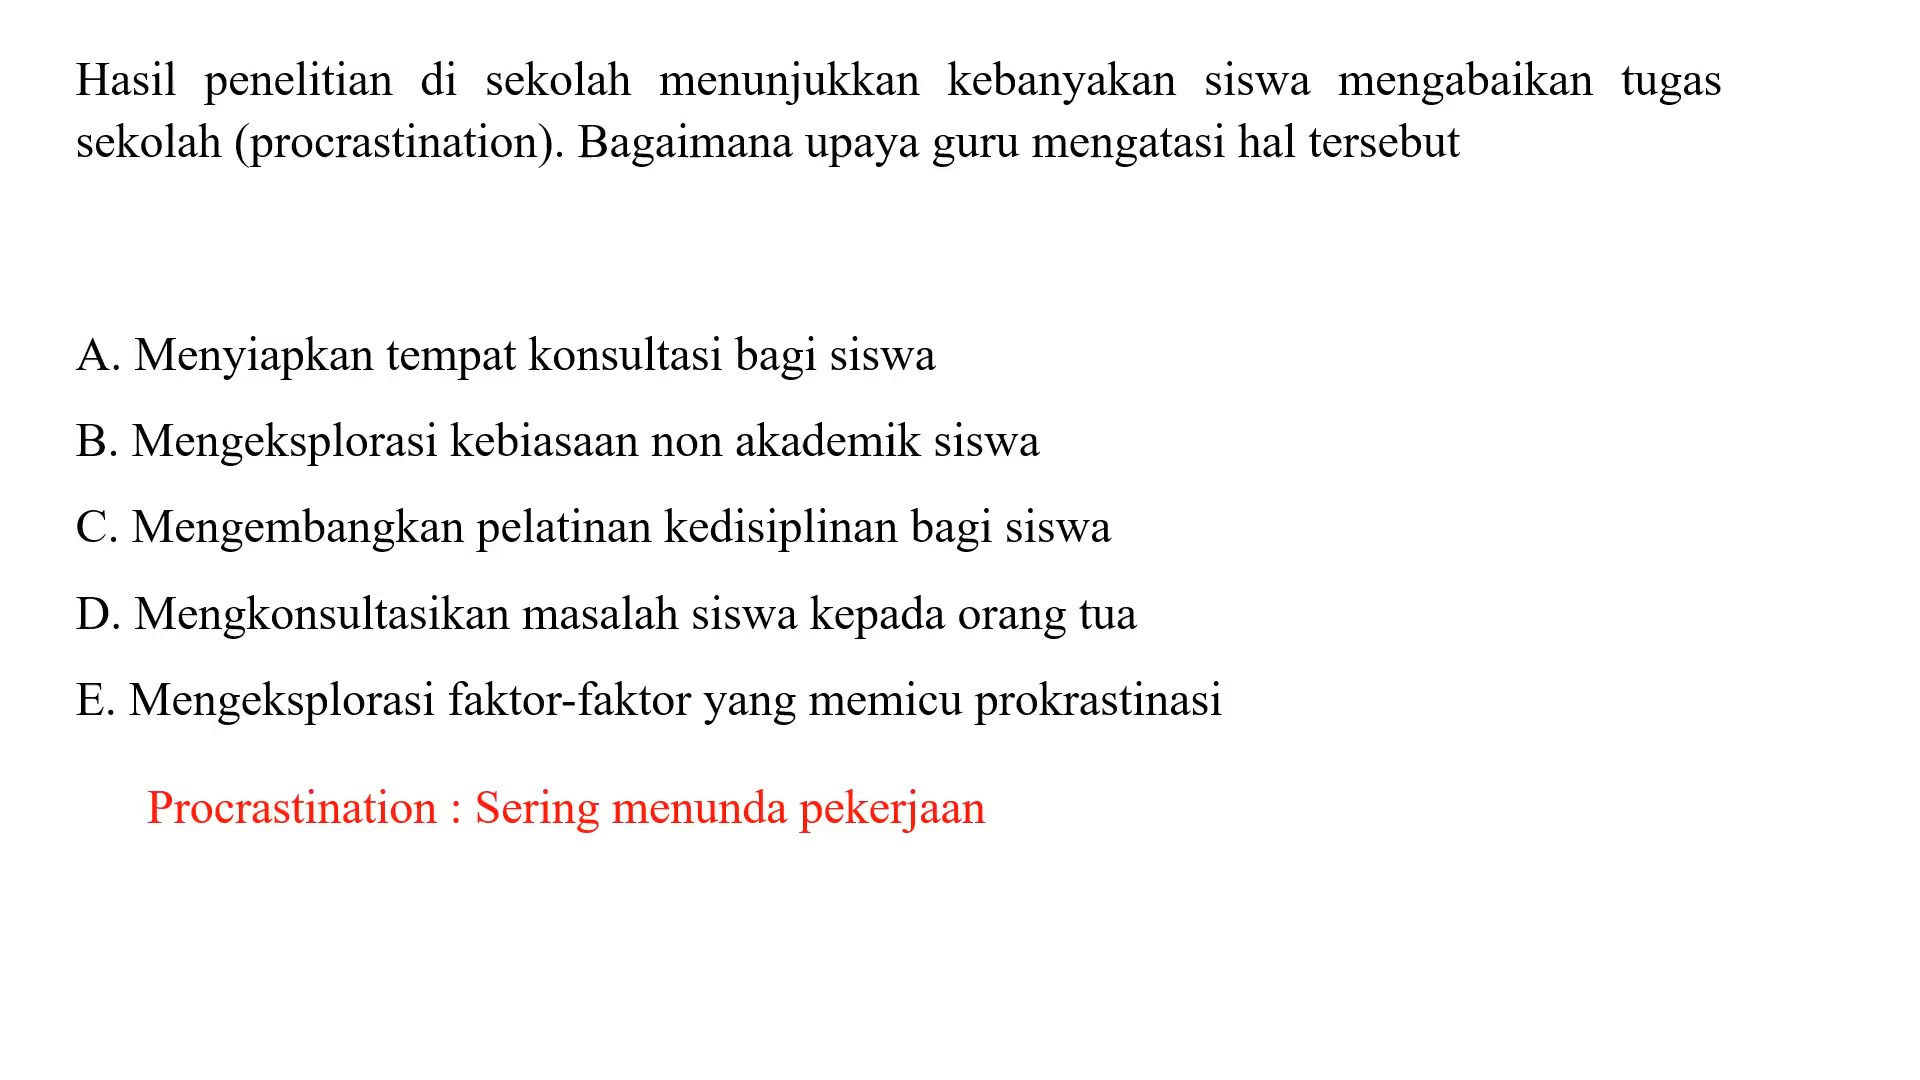 Hasil penelitian di sekolah menunjukkan kebanyakan siswa mengabaikan tugas
sekolah (procrastination). Bagaimana upaya guru mengatasi hal tersebut
A. Menyiapkan tempat konsultasi bagi siswa
B. Mengeksplorasi kebiasaan non akademik siswa
C. Mengembangkan pelatinan kedisiplinan bagi siswa
D. Mengkonsultasikan masalah siswa kepada orang tua
E. Mengeksplorasi faktor-faktor yang memicu prokrastinasi
Procrastination : Sering menunda pekerjaan